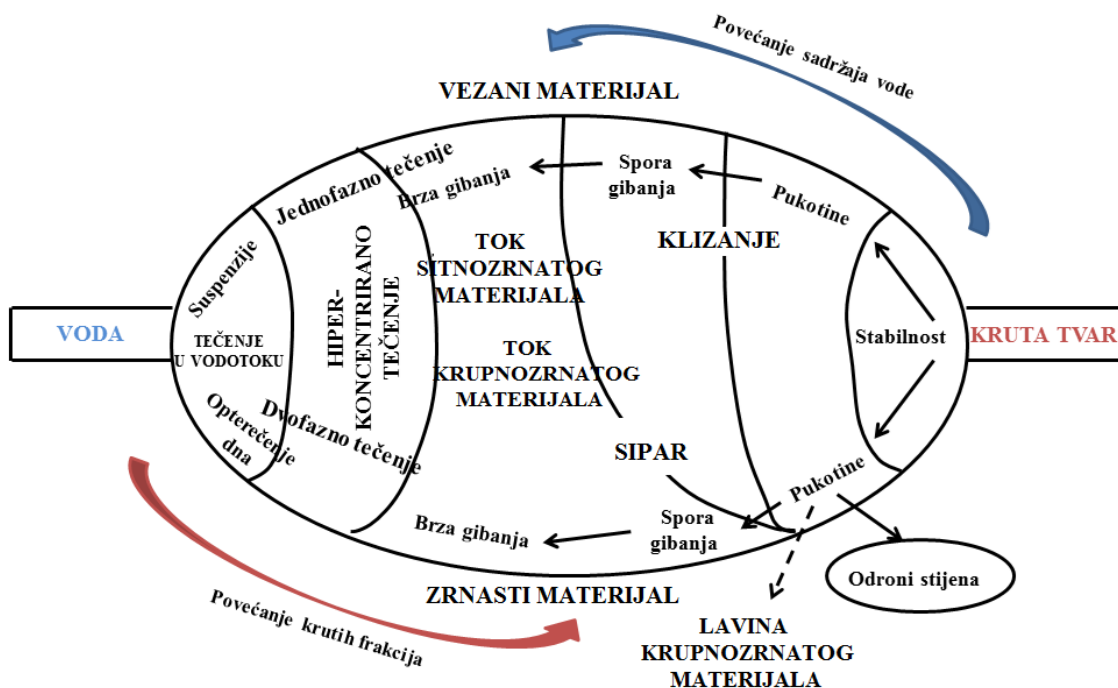 Povećanje sadržaja vode
VEZANI MATERIJAL
Jednofazno tečenje
Brza gibanja
Spora
gibanja
Pukotine
Suspenzije
TOK
SITNOZRNATOG
MATERIJALA
KLIZANJE
HIPER-
KONCENTRIRANO
TEČENJE
VODA
TEČENJE
U VODOTOKU
Stabilnost
KRUTA TVAR
TOK
KRUPNOZRNATOG
MATERIJALA
Opterečenje
dna
Dvofazno tečenje
SIPAR
Pukotine
Brza gibanja
Spora
gibanja
Odroni stijena
ZRNASTI MATERIJAL
Povećanje krutih frakcija
LAVINA
KRUPNOZRNATOG
MATERIJALA